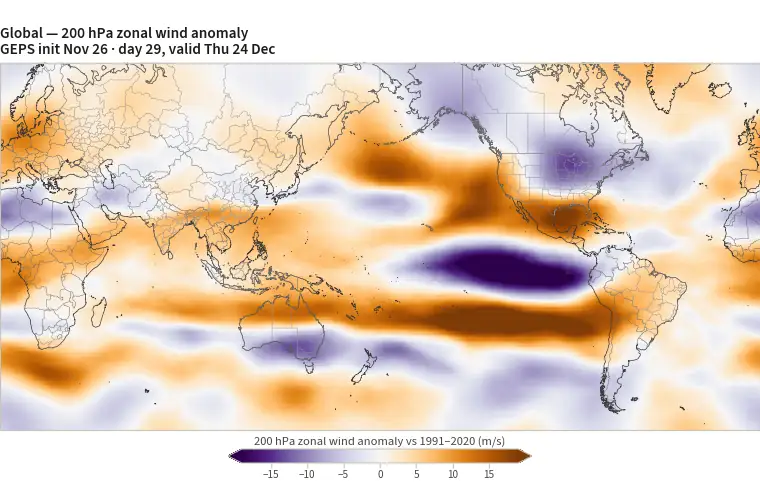 Global — 200 hPa zonal wind anomaly
GEPS init Nov 26 · day 29, valid Thu 24 Dec
200 hPa zonal wind anomaly vs 1991–2020 (m/s)
−15 −10 −5 0 5 10 15